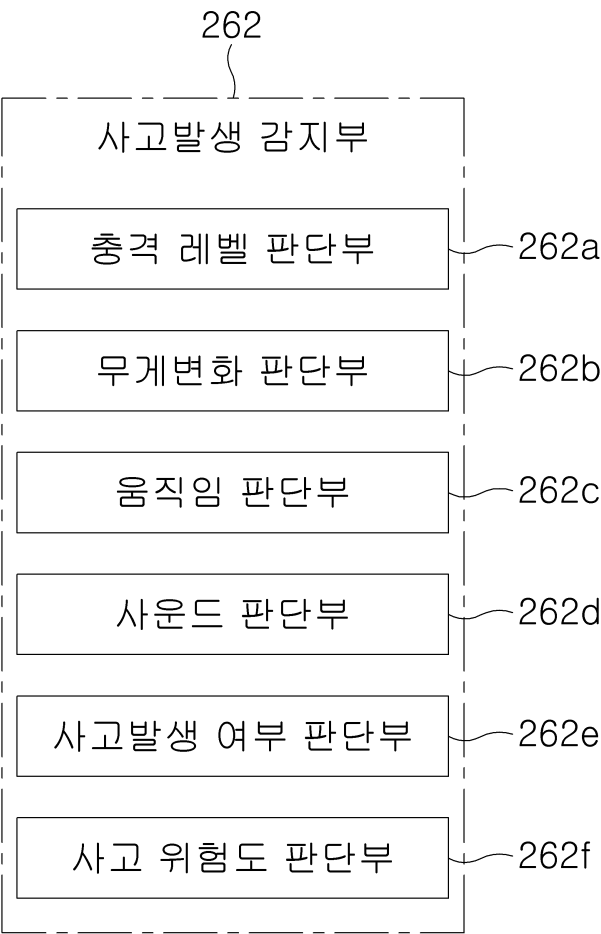 262
사고발생 감지부
충격 레벨 판단부 262a
무게변화 판단부 262b
움직임 판단부 262c
사운드 판단부 262d
사고발생 여부 판단부 262e
사고 위험도 판단부 262f